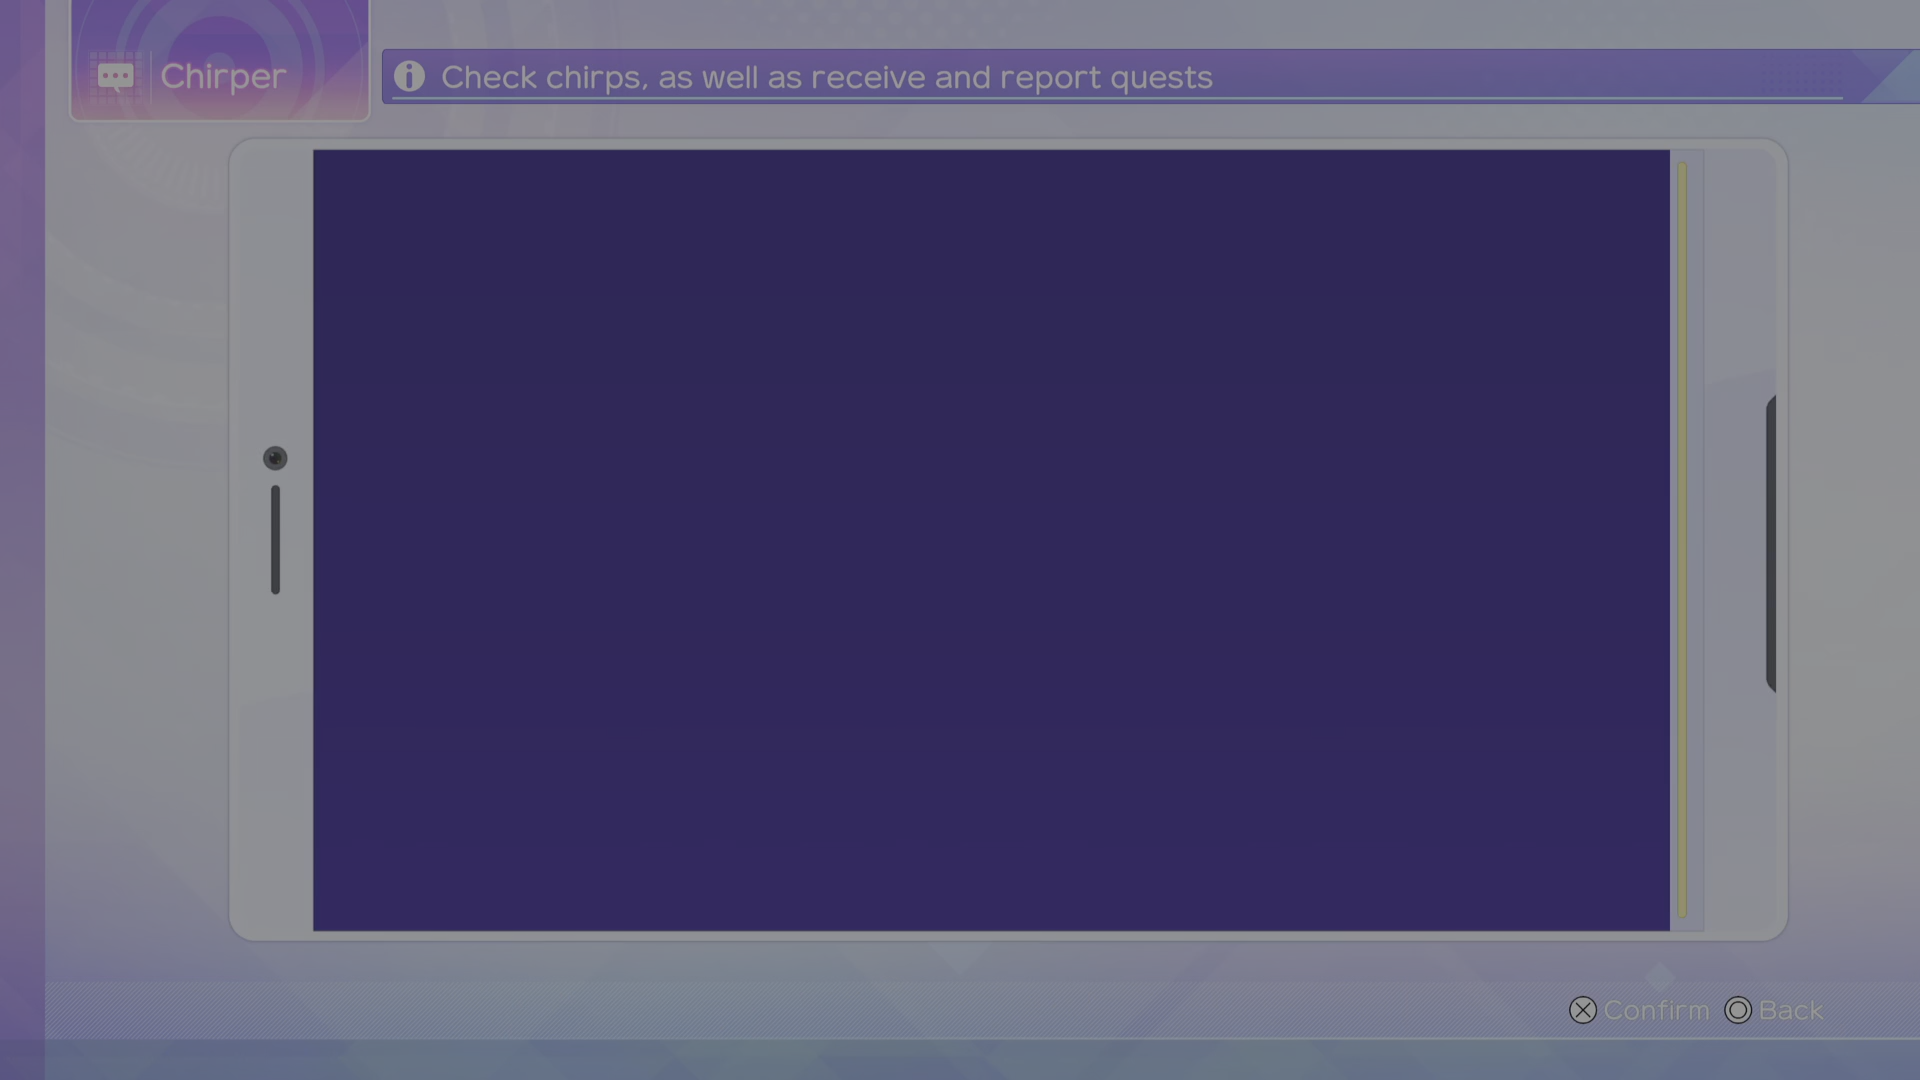 Chirper
Check chirps, as well as receive and report quests
Confirm Back